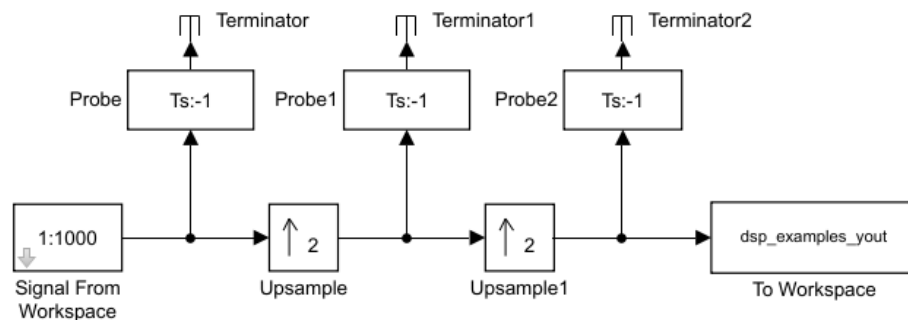 Terminator
Terminator1
Terminator2
Probe
Ts:-1
Probe1
Ts:-1
Probe2
Ts:-1
1:1000
2
2
dsp_examples_yout
Signal From
Workspace
Upsample
Upsample1
To Workspace